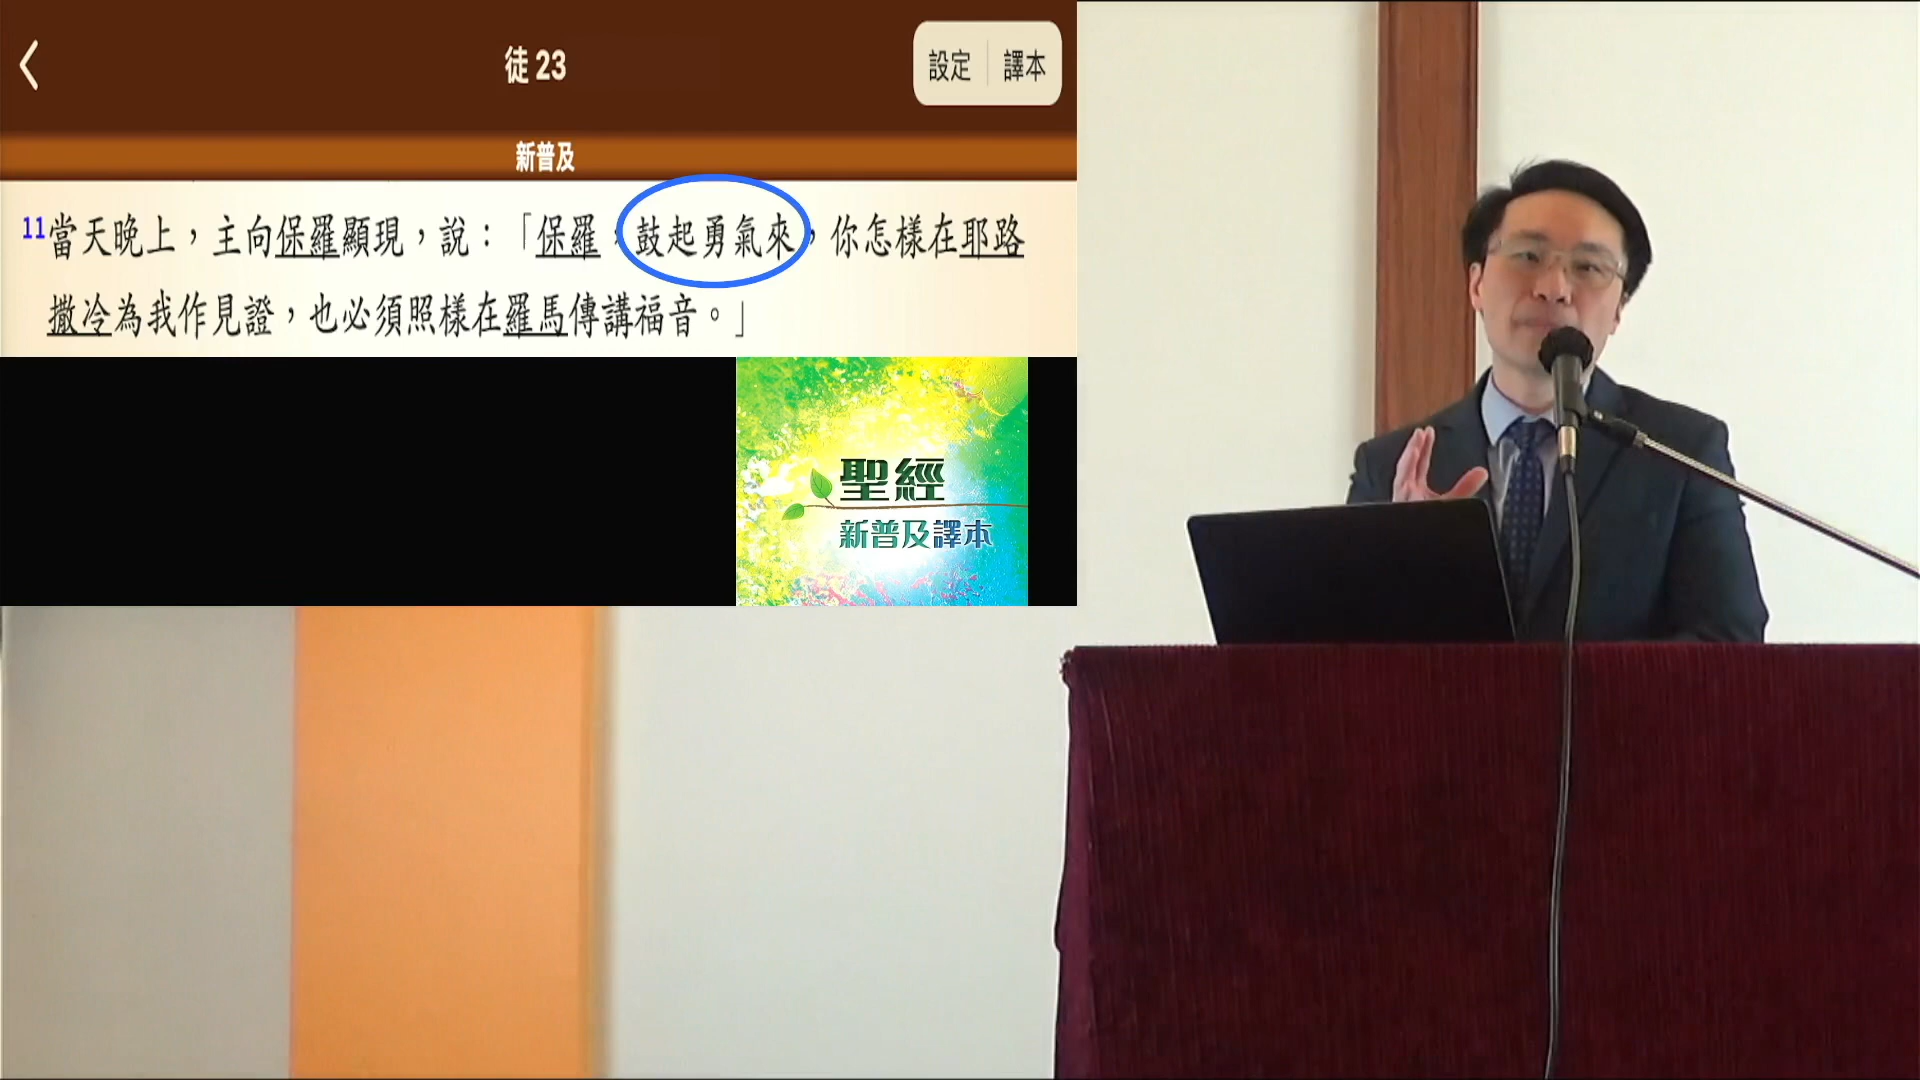 徒 23
設定 譯本
新普及
11當天晚上，主向保羅顯現，說：「保羅，鼓起勇氣來，你怎樣在耶路
撒冷為我作見證，也必須照樣在羅馬傳講福音。」
聖經
新普及譯本